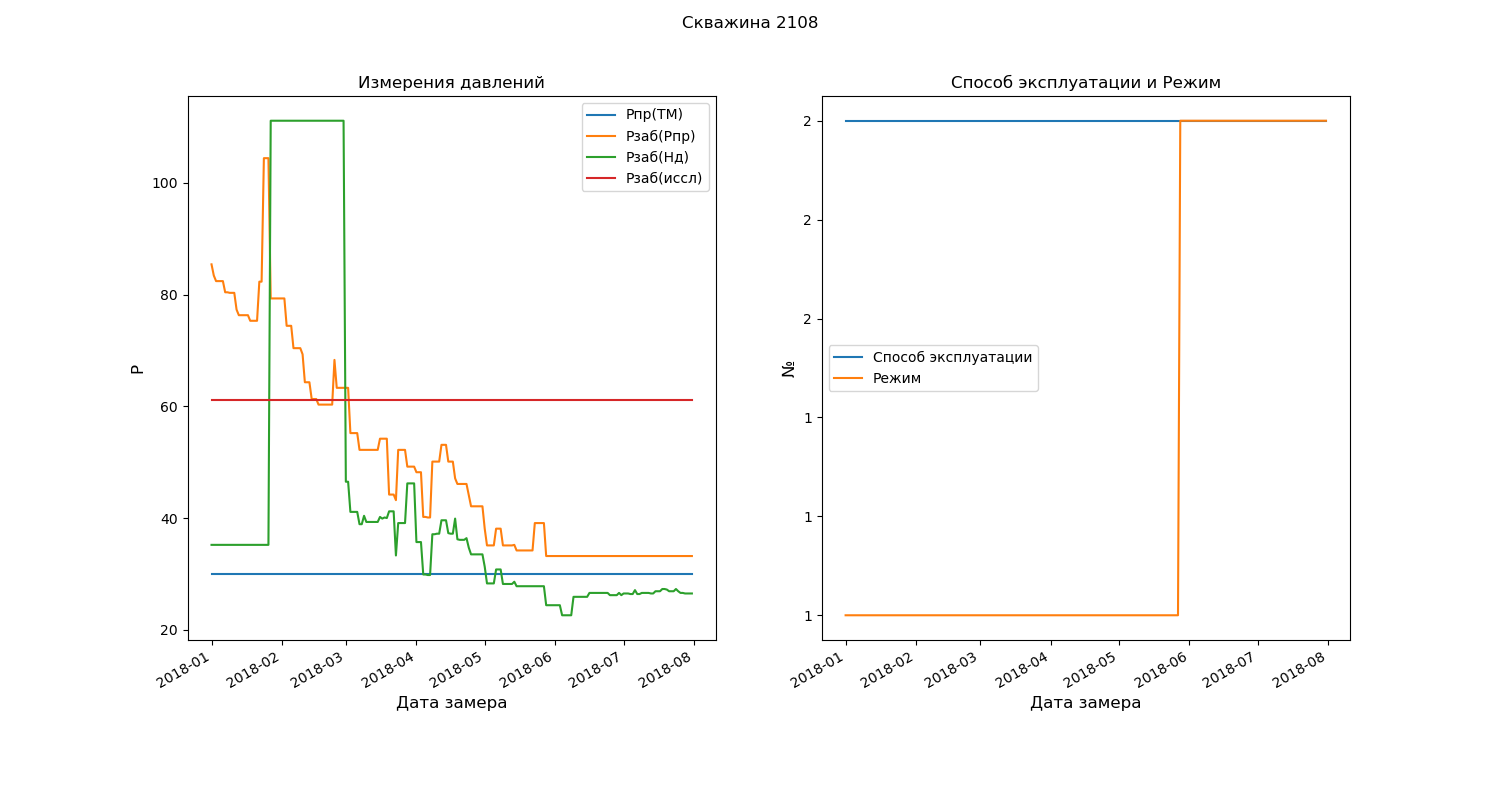 Скважина 2108
Измерения давлений
Рпр(ТМ)
Рзаб(Рпр)
Рзаб(Нд)
Рзаб(иссл)
100
80
60
40
20
Р
2018-01
2018-02
2018-03
2018-04
2018-05
2018-06
2018-07
2018-08
Дата замера
Способ эксплуатации и Режим
2
2
2
1
1
1
№
Способ эксплуатации
Режим
2018-01
2018-02
2018-03
2018-04
2018-05
2018-06
2018-07
2018-08
Дата замера